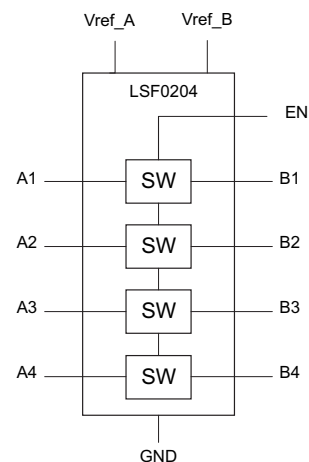 Vref_A Vref_B
LSF0204
EN
A1 SW B1
A2 SW B2
A3 SW B3
A4 SW B4
GND